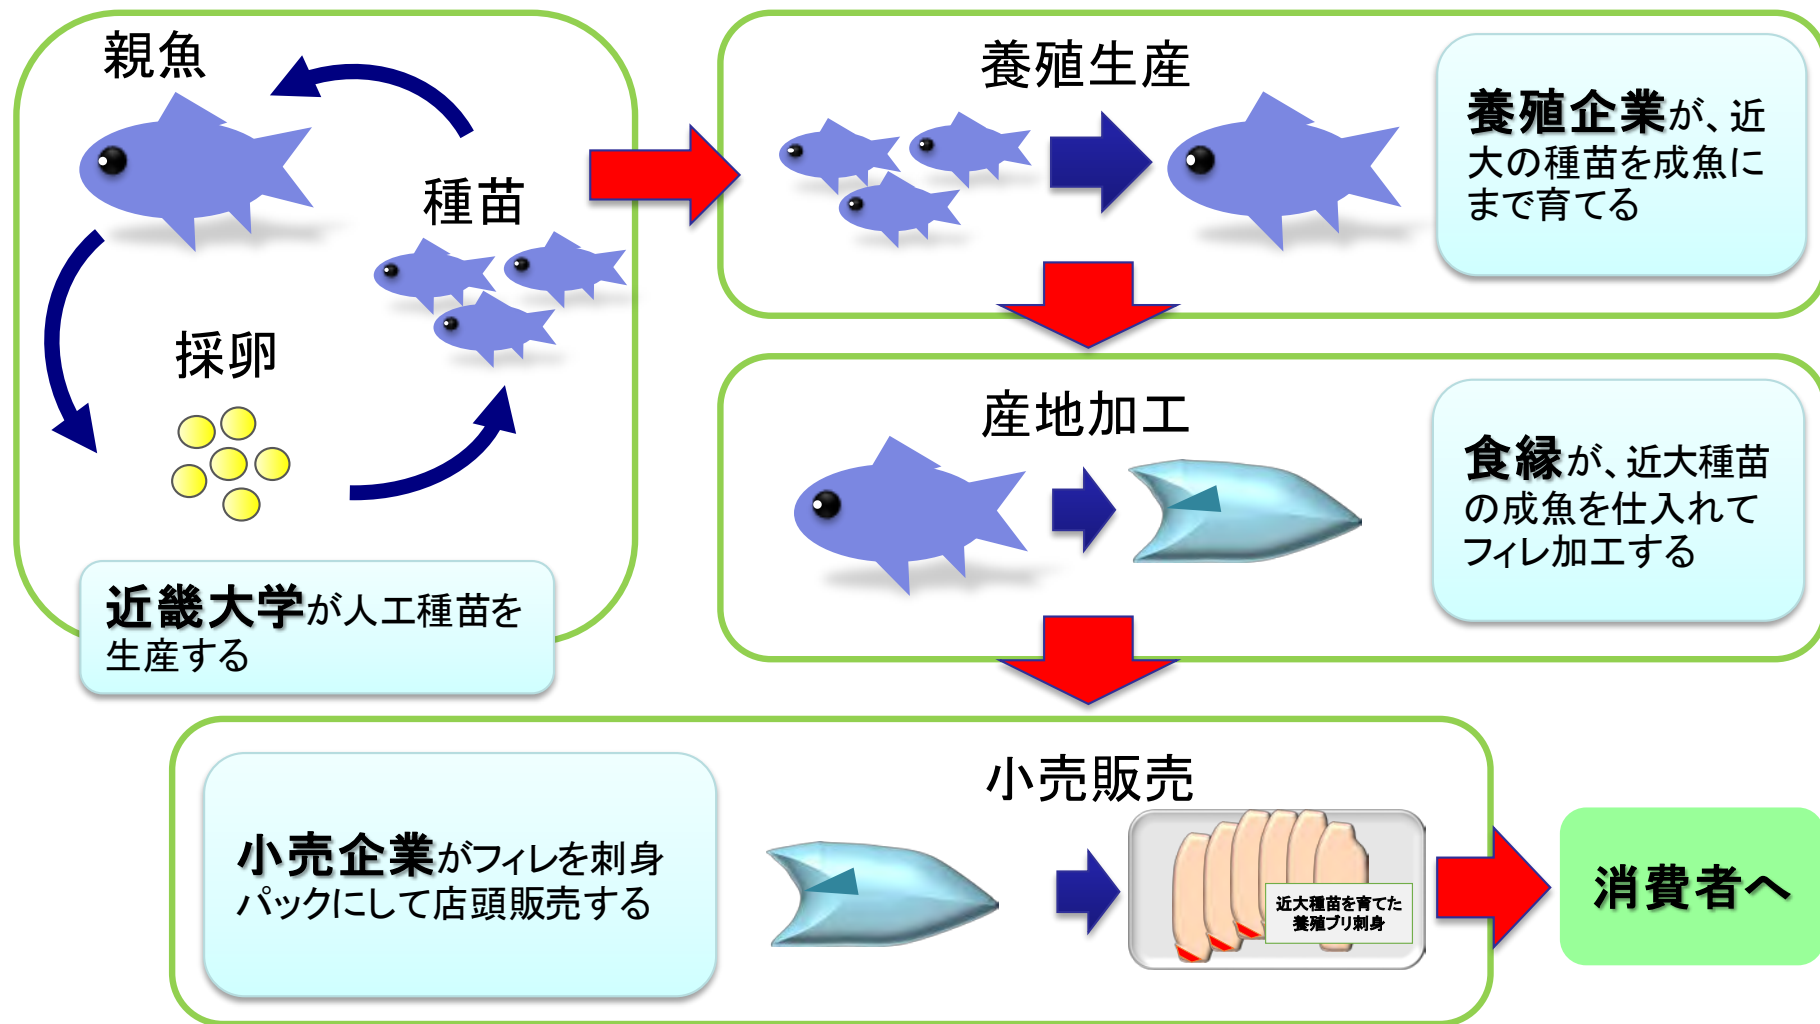 親魚
種苗
採卵
近畿大学が人工種苗を
生産する
養殖生産
養殖企業が、近
大の種苗を成魚に
まで育てる
産地加工
食縁が、近大種苗
の成魚を仕入れて
フィレ加工する
小売販売
小売企業がフィレを刺身
パックにして店頭販売する
近大種苗を育てた
養殖ブリ刺身
消費者へ